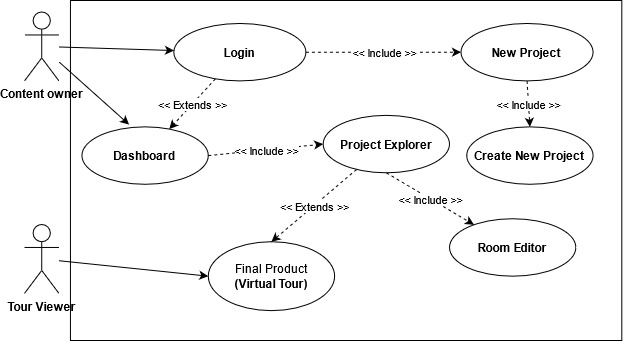 Login
<< Include >>
New Project
Content owner
<< Extends >>
<< Include >>
Dashboard
<< Include >>
Project Explorer
Create New Project
<< Extends >>
<< Include >>
Room Editor
Final Product
(Virtual Tour)
Tour Viewer